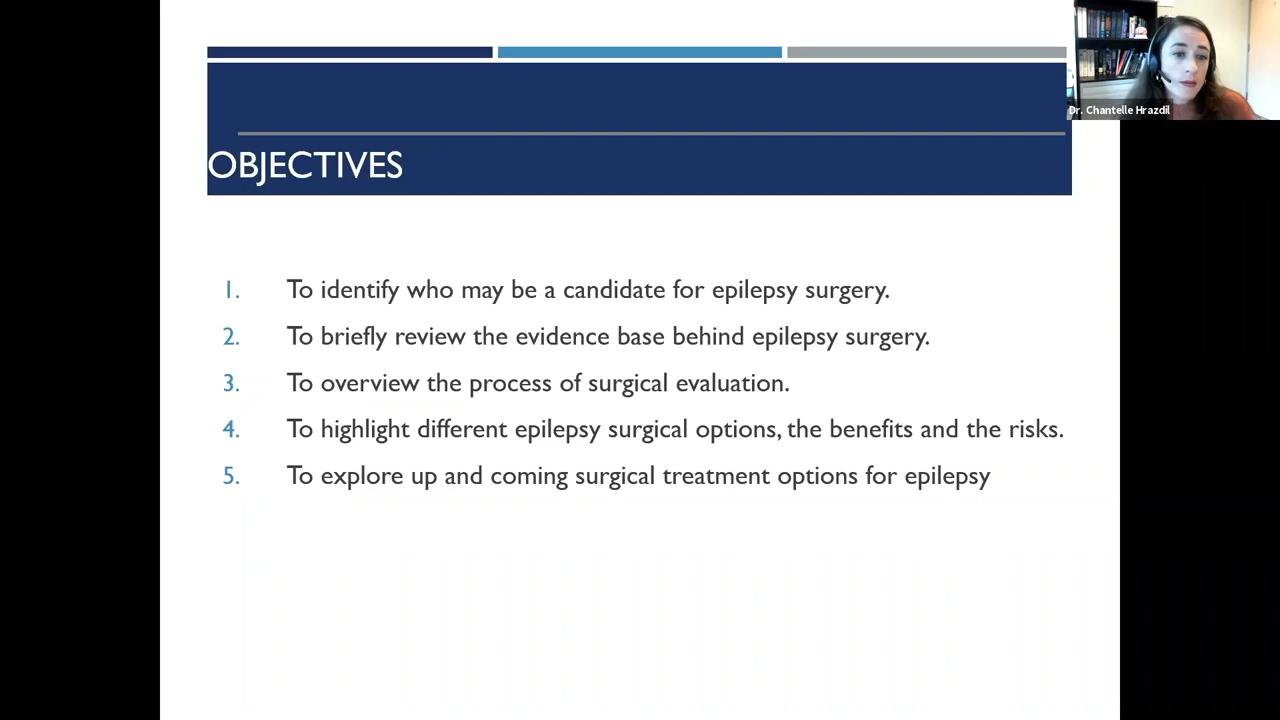 Dr. Chantelle Hrazdil
OBJECTIVES
1. To identify who may be a candidate for epilepsy surgery.
2. To briefly review the evidence base behind epilepsy surgery.
3. To overview the process of surgical evaluation.
4. To highlight different epilepsy surgical options, the benefits and the risks.
5. To explore up and coming surgical treatment options for epilepsy